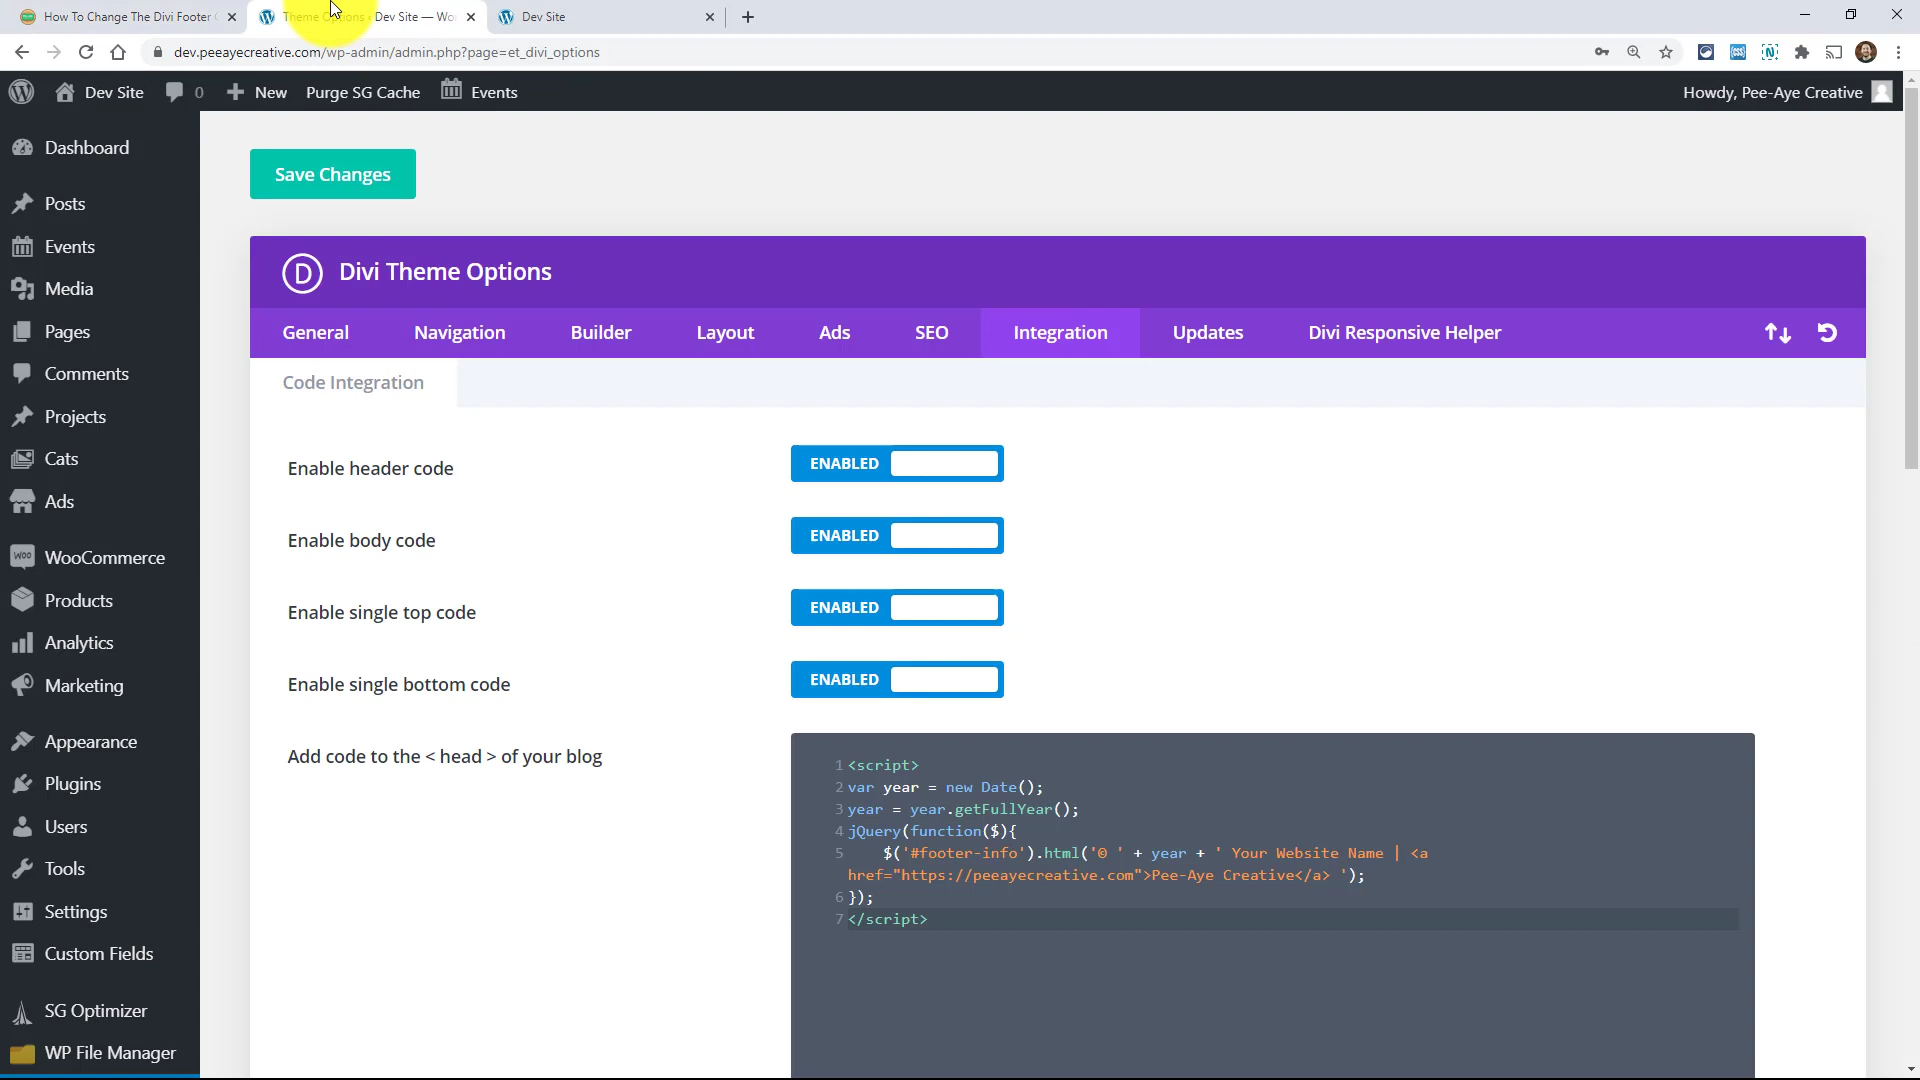 How To Change The Divi Footer
Theme Options ‹ Dev Site — Wor
Dev Site
dev.peeayecreative.com/wp-admin/admin.php?page=et_divi_options
Dev Site
0
New
Purge SG Cache
Events
Howdy, Pee-Aye Creative
Dashboard
Posts
Events
Media
Pages
Comments
Projects
Cats
Ads
WooCommerce
Products
Analytics
Marketing
Appearance
Plugins
Users
Tools
Settings
Custom Fields
SG Optimizer
WP File Manager
Save Changes
D
Divi Theme Options
General
Navigation
Builder
Layout
Ads
SEO
Integration
Updates
Divi Responsive Helper
Code Integration
Enable header code
ENABLED
Enable body code
ENABLED
Enable single top code
ENABLED
Enable single bottom code
ENABLED
Add code to the < head > of your blog
1 <script>
2 var year = new Date();
3 year = year.getFullYear();
4 jQuery(function($){
5     $('#footer-info').html('© ' + year + ' Your Website Name | <a
href="https://peeayecreative.com">Pee-Aye Creative</a> ');
6 });
7 </script>